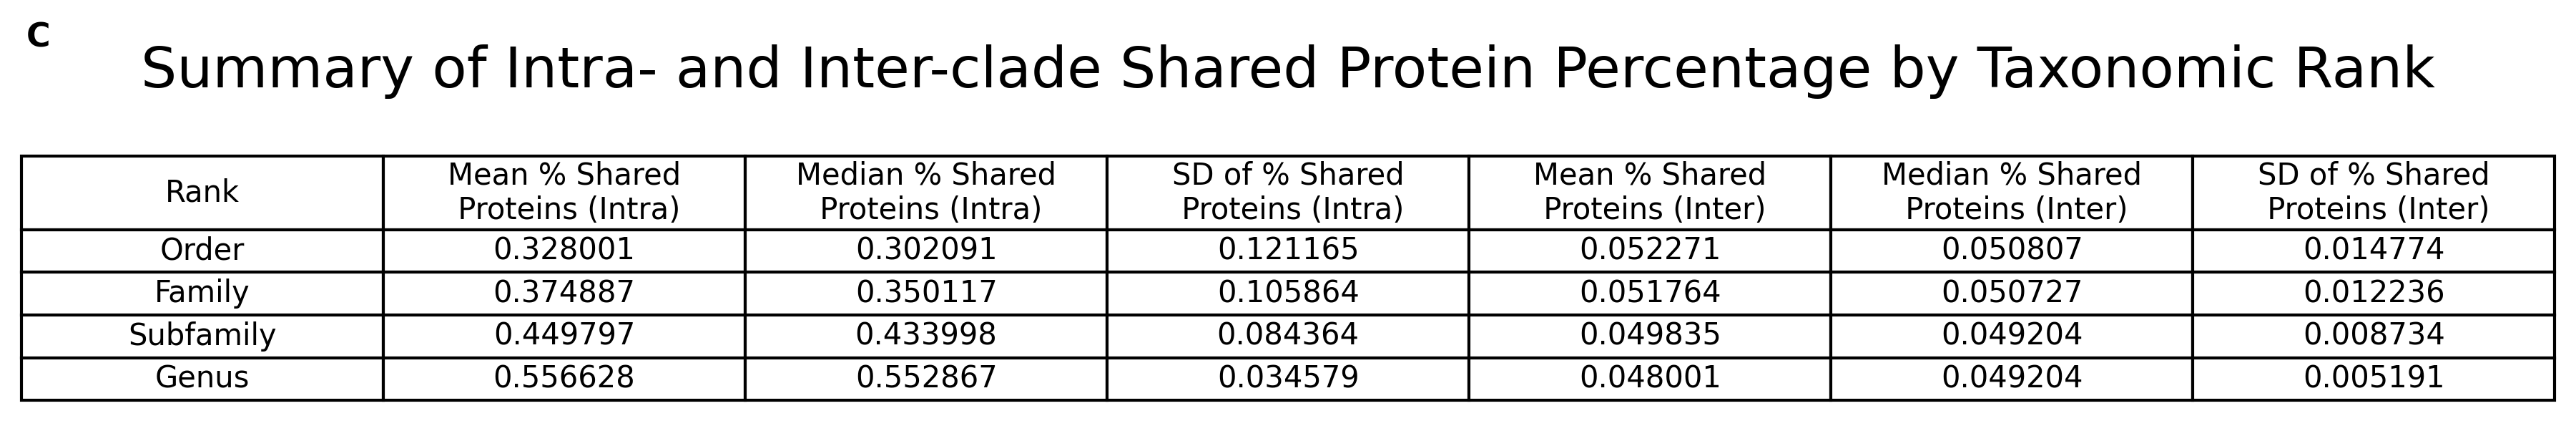 C
Summary of Intra- and Inter-clade Shared Protein Percentage by Taxonomic Rank
Rank Mean % Shared Proteins (Intra) Median % Shared Proteins (Intra) SD of % Shared Proteins (Intra) Mean % Shared Proteins (Inter) Median % Shared Proteins (Inter) SD of % Shared Proteins (Inter)
Order 0.328001 0.302091 0.121165 0.052271 0.050807 0.014774
Family 0.374887 0.350117 0.105864 0.051764 0.050727 0.012236
Subfamily 0.449797 0.433998 0.084364 0.049835 0.049204 0.008734
Genus 0.556628 0.552867 0.034579 0.048001 0.049204 0.005191